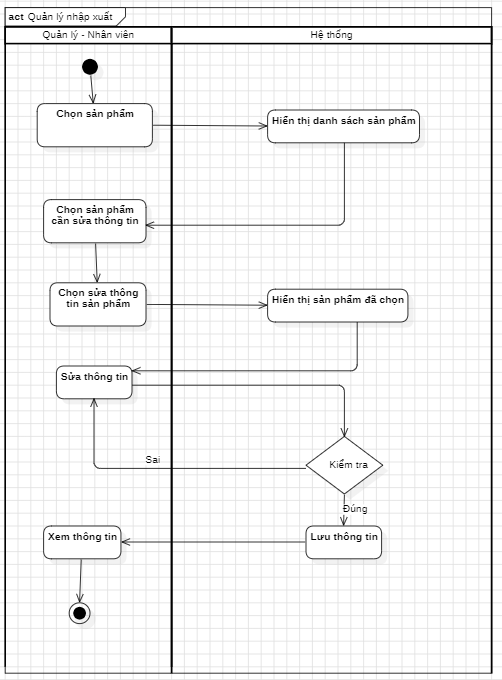 act Quản lý nhập xuất
Quản lý - Nhân viên
Hệ thống
Chọn sản phẩm
Hiển thị danh sách sản phẩm
Chọn sản phẩm
cần sửa thông tin
Chọn sửa thông
tin sản phẩm
Hiển thị sản phẩm đã chọn
Sửa thông tin
Sai
Kiểm tra
Đúng
Xem thông tin
Lưu thông tin